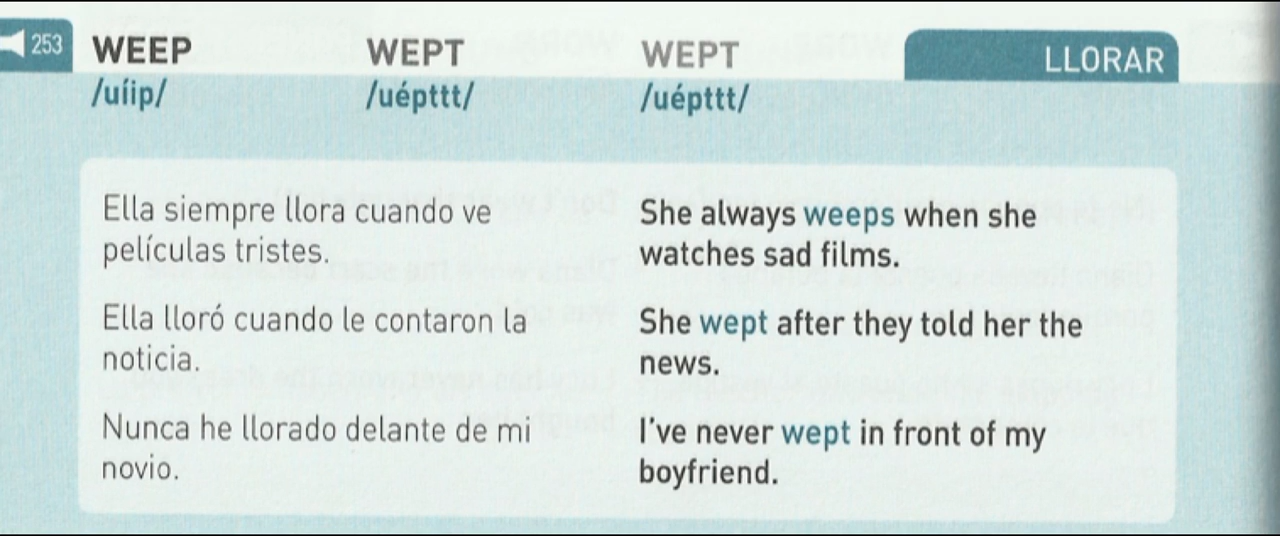 253
WEEP WEPT WEPT LLORAR
/uíip/ /uépttt/ /uépttt/
Ella siempre llora cuando ve
películas tristes.
She always weeps when she
watches sad films.
Ella lloró cuando le contaron la
noticia.
She wept after they told her the
news.
Nunca he llorado delante de mi
novio.
I've never wept in front of my
boyfriend.